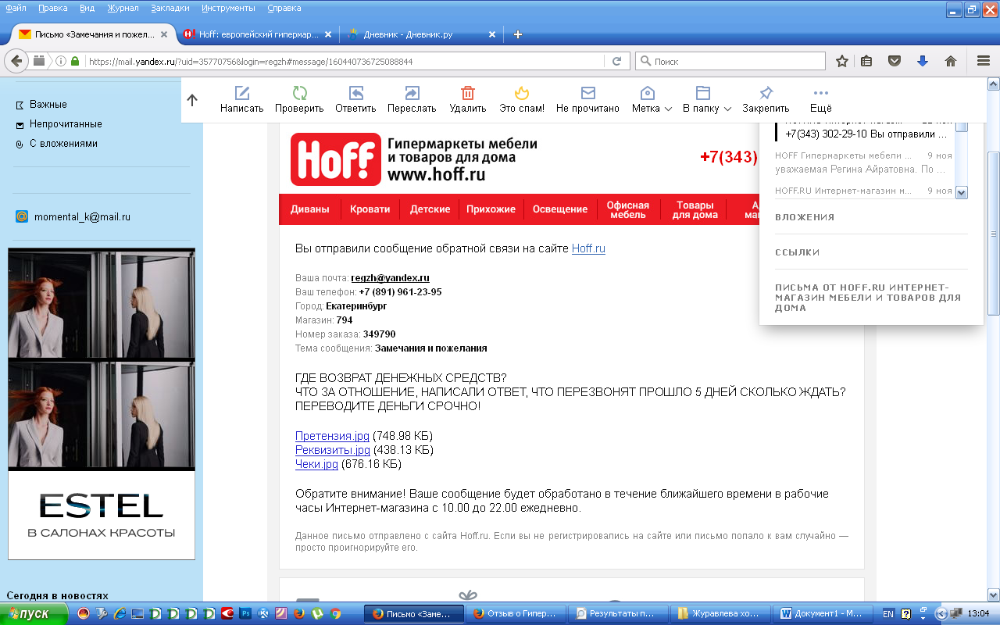 Файл Правка Вид Журнал Закладки Инструменты Справка
Письмо «Замечания и пожел... Hoff: европейский гипермар... Дневник - Дневник.ру
https://mail.yandex.ru/?uid=35770756&login=regzh#message/160440736725088844 Поиск
Написать Проверить Ответить Переслать Удалить Это спам! Не прочитано Метка В папку Закрепить Ещё
Важные
Непрочитанные
С вложениями
momental_k@mail.ru
ESTEL
В САЛОНАХ КРАСОТЫ
Сегодня в новостях
Hoff
Гипермаркеты мебели
и товаров для дома
www.hoff.ru
+7(343)
Диваны Кровати Детские Прихожие Освещение Офисная мебель Товары для дома
Вы отправили сообщение обратной связи на сайте Hoff.ru
Ваша почта: regzh@yandex.ru
Ваш телефон: +7 (891) 961-23-95
Город: Екатеринбург
Магазин: 794
Номер заказа: 349790
Тема сообщения: Замечания и пожелания
ГДЕ ВОЗВРАТ ДЕНЕЖНЫХ СРЕДСТВ?
ЧТО ЗА ОТНОШЕНИЕ, НАПИСАЛИ ОТВЕТ, ЧТО ПЕРЕЗВОНЯТ ПРОШЛО 5 ДНЕЙ СКОЛЬКО ЖДАТЬ?
ПЕРЕВОДИТЕ ДЕНЬГИ СРОЧНО!
Претензия.jpg (748.98 КБ)
Реквизиты.jpg (438.13 КБ)
Чеки.jpg (676.16 КБ)
Обратите внимание! Ваше сообщение будет обработано в течение ближайшего времени в рабочие
часы Интернет-магазина с 10.00 до 22.00 ежедневно.
Данное письмо отправлено с сайта Hoff.ru. Если вы не регистрировались на сайте или письмо попало к вам случайно —
просто проигнорируйте его.
+7(343) 302-29-10 Вы отправили ...
HOFF Гипермаркеты мебели ... 9 ноя
уважаемая Регина Айратовна. По ...
HOFF.RU Интернет-магазин м... 9 ноя
ВЛОЖЕНИЯ
ССЫЛКИ
ПИСЬМА ОТ HOFF.RU ИНТЕРНЕТ-
МАГАЗИН МЕБЕЛИ И ТОВАРОВ ДЛЯ
ДОМА
пуск Письмо «Заме... Отзыв о Гипер... Результаты п... Журавлева хо... Документ1 - М... EN 13:04